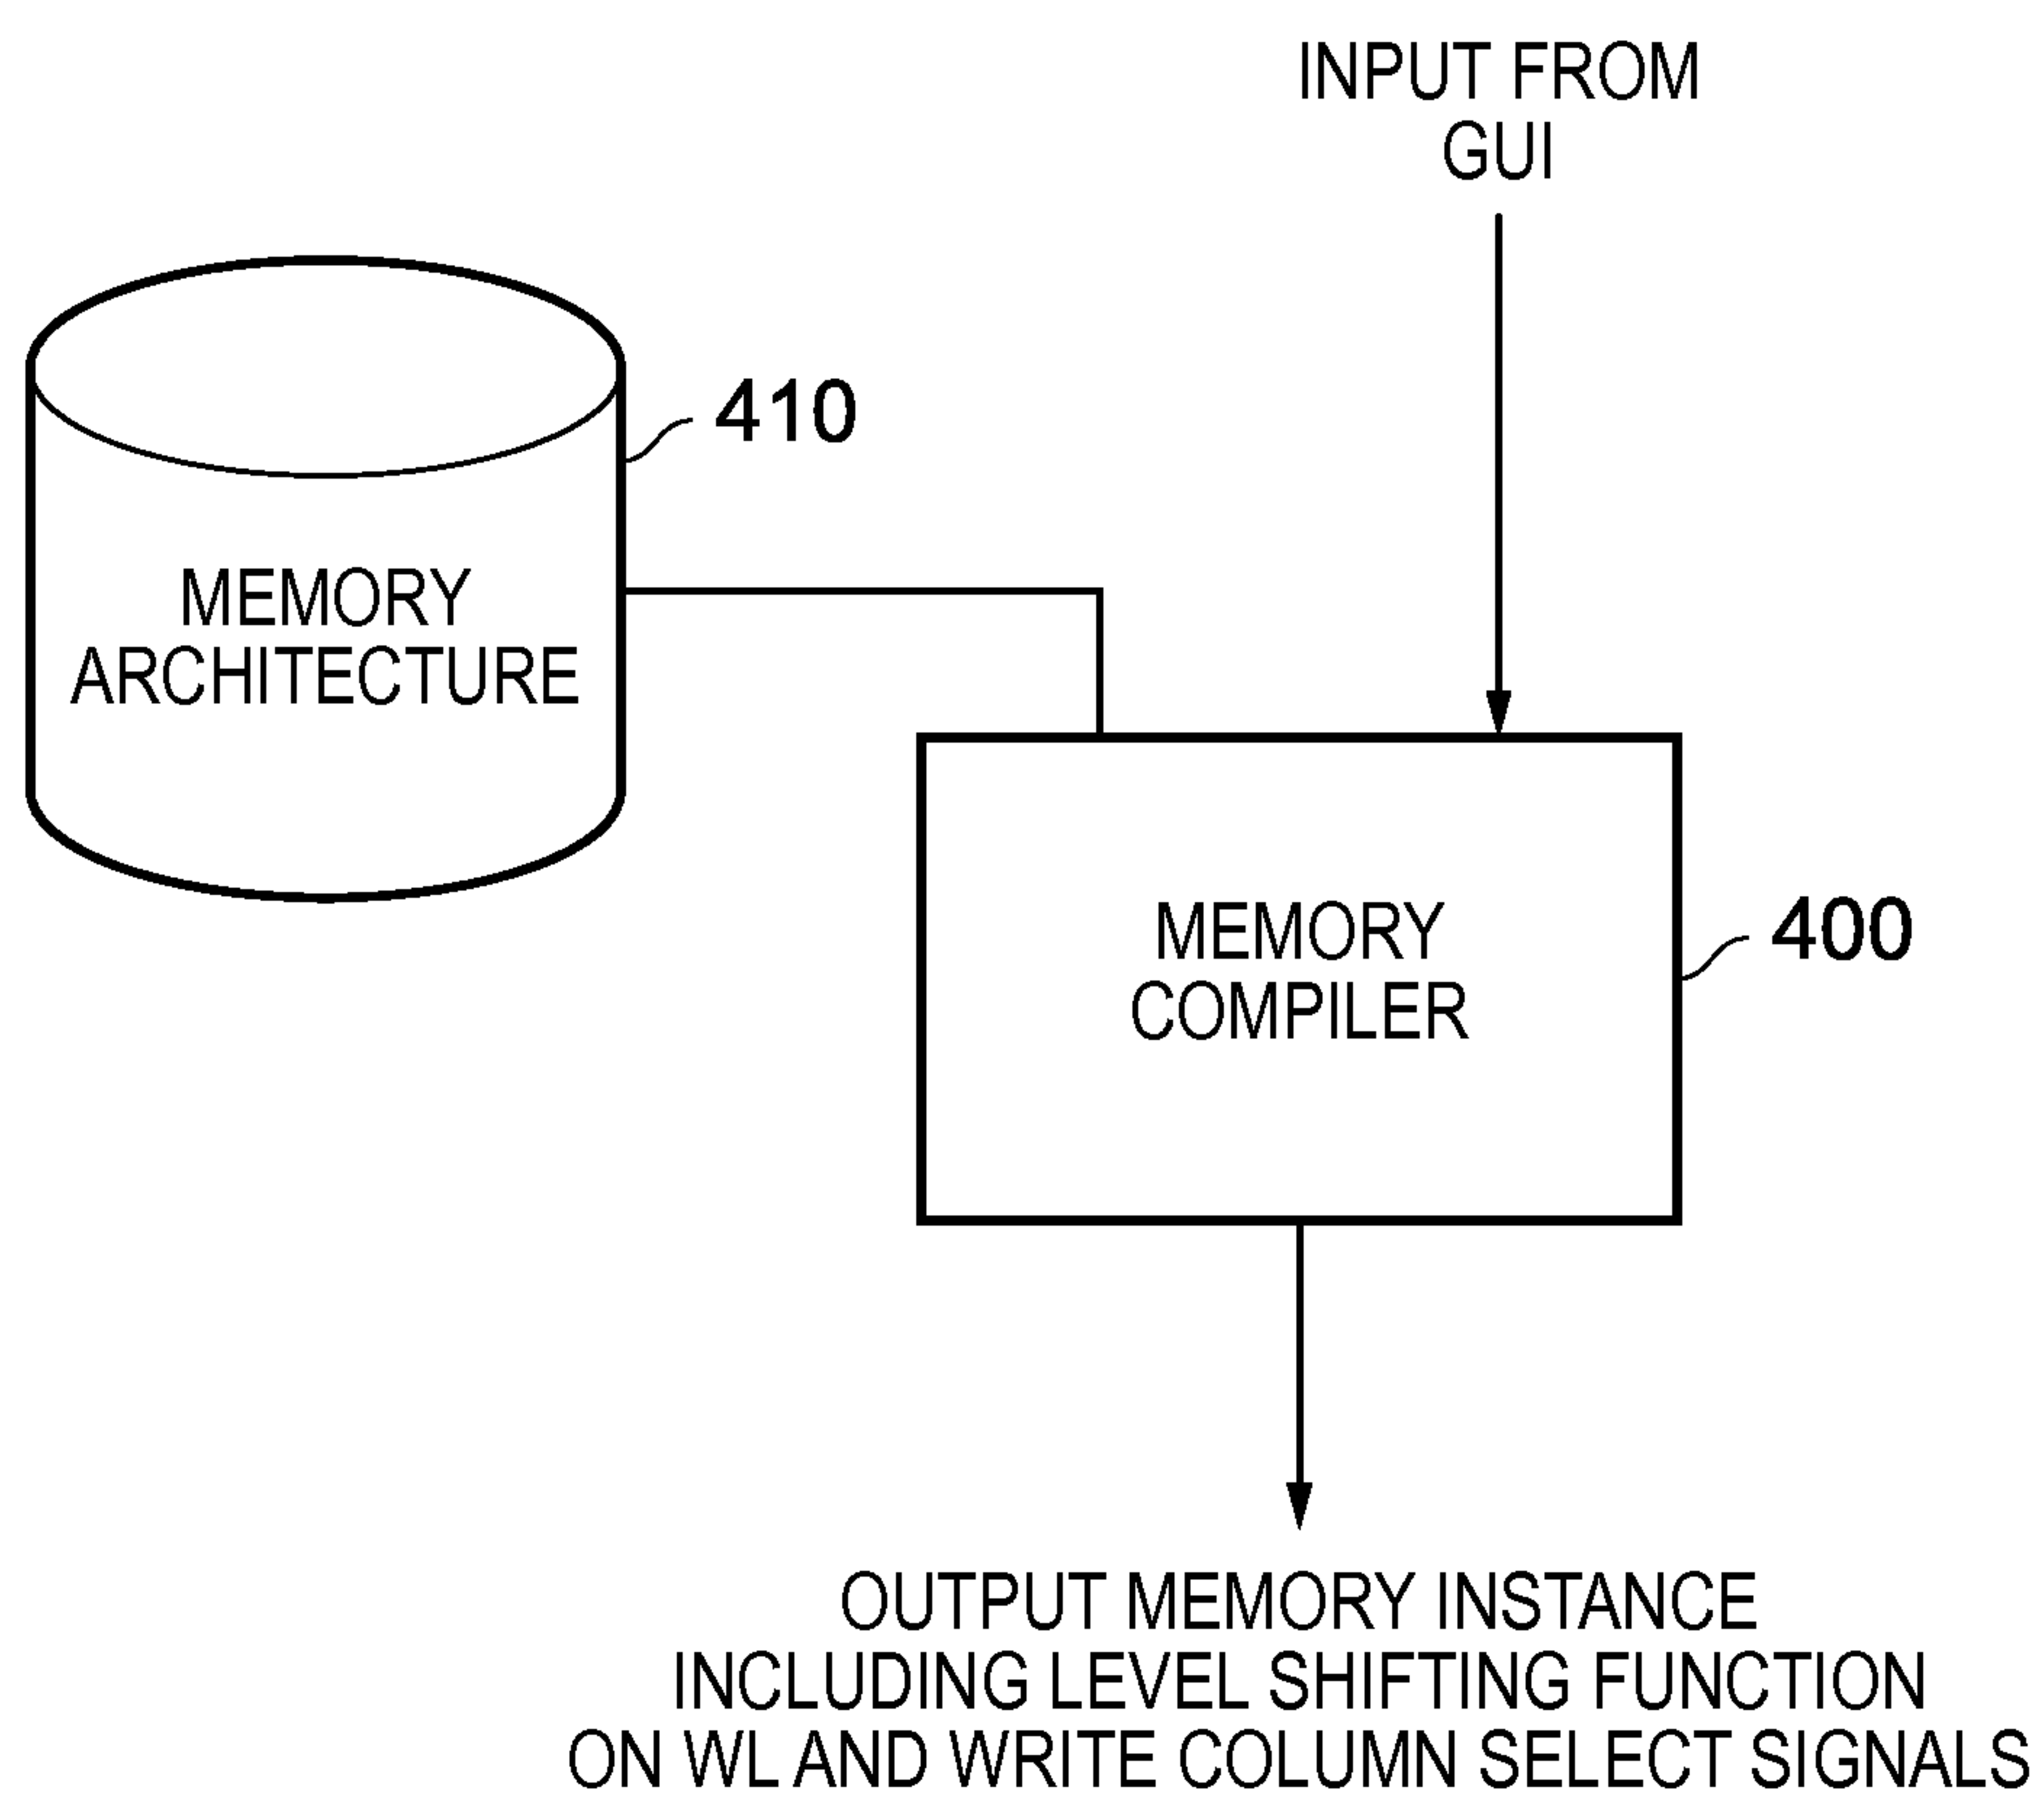 INPUT FROM
GUI
410
MEMORY
ARCHITECTURE
MEMORY
COMPILER
400
OUTPUT MEMORY INSTANCE
INCLUDING LEVEL SHIFTING FUNCTION
ON WL AND WRITE COLUMN SELECT SIGNALS